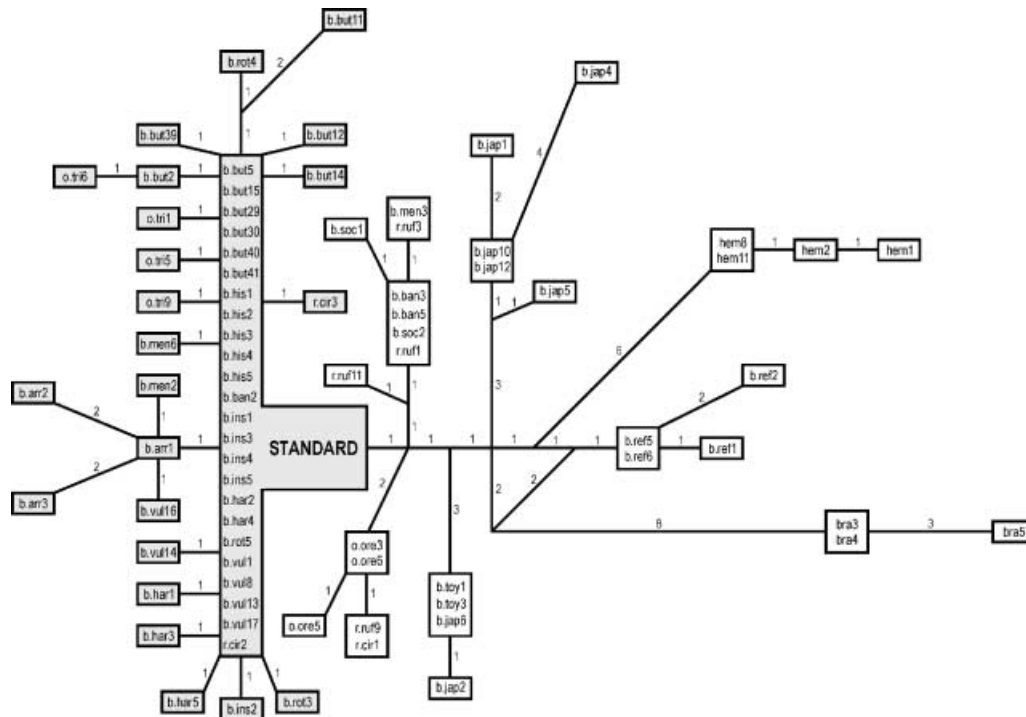 b.but11
b.rot4
2
1
b.jap4
b.but39
1
1
1
b.but12
b.jap1
4
o.tri6
1
b.but2
1
b.but5
1
b.but14
b.but15
2
b.but29
b.men3
r.ruf3
o.tri1
1
b.but30
b.soc1
b.jap10
b.jap12
hem8
hem11
1
hem2
1
hem1
b.but40
o.tri5
1
b.but41
1
1
b.his1
b.ban3
b.ban5
b.soc2
r.ruf1
1
1
b.jap5
o.tri9
1
b.his2
1
r.cir3
b.his3
b.men6
1
b.his4
6
b.his5
r.ruf11
1
1
3
b.ref2
b.arr2
b.men2
b.ban2
2
2
1
b.ins1
1
b.arr1
1
b.ins3
STANDARD
1
1
1
1
1
1
b.ref5
b.ref6
1
b.ref1
b.ins4
2
1
b.ins5
2
2
2
b.arr3
b.vul16
b.har2
3
b.har4
8
bra3
bra4
3
bra5
b.rot5
o.ore3
o.ore6
b.vul14
1
b.vul1
b.vul8
1
1
b.toy1
b.toy3
b.jap6
b.har1
1
b.vul13
b.vul17
o.ore5
r.ruf9
r.cir1
b.har3
1
r.cir2
1
1
1
1
b.har5
b.ins2
b.rot3
b.jap2